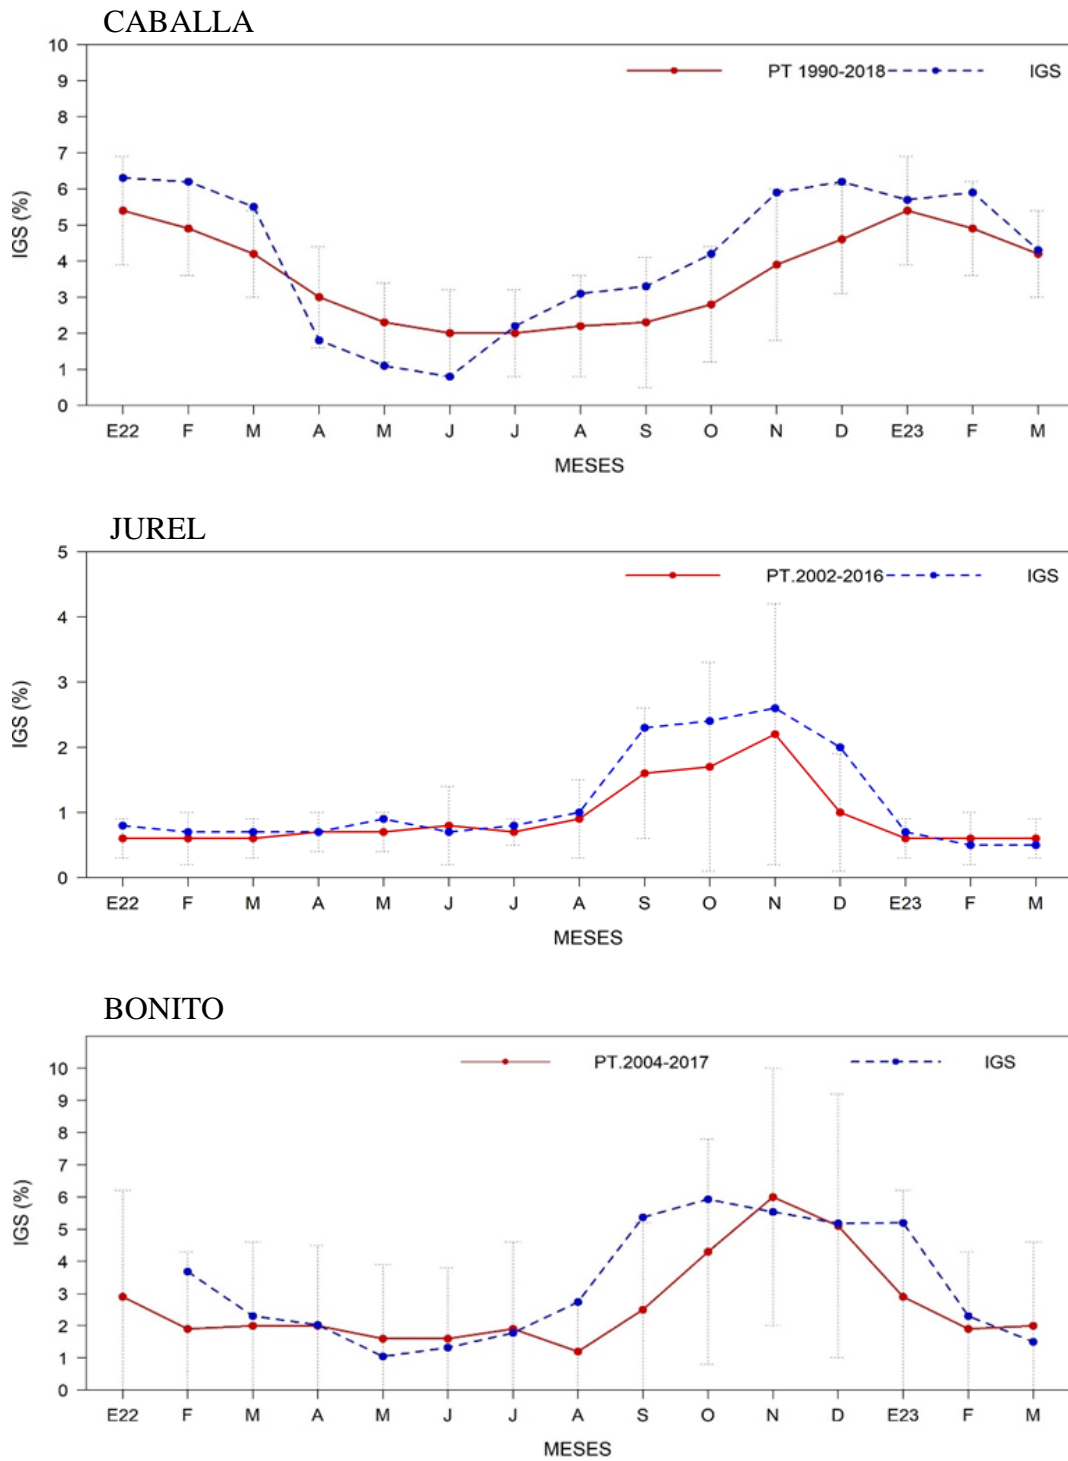 CABALLA
10
9
8
7
6
5
4
3
2
1
0
IGS (%)
PT 1990-2018
IGS
E22 F M A M J J A S O N D E23 F M
MESES
JUREL
5
4
3
2
1
0
IGS (%)
PT.2002-2016
IGS
E22 F M A M J J A S O N D E23 F M
MESES
BONITO
10
9
8
7
6
5
4
3
2
1
0
IGS (%)
PT.2004-2017
IGS
E22 F M A M J J A S O N D E23 F M
MESES